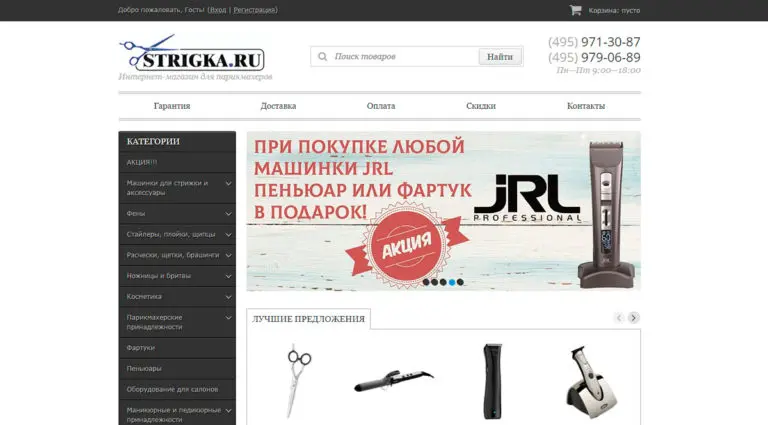 Добро пожаловать, Гость! (Вход | Регистрация)
Корзина: пусто
STRIGKA.RU
Интернет-магазин для парикмахеров
Поиск товаров
Найти
(495) 971-30-87
(495) 979-06-89
Пн—Пт 9:00—18:00
Гарантия
Доставка
Оплата
Скидки
Контакты
КАТЕГОРИИ
АКЦИЯ!!!
Машинки для стрижки и
аксессуары
Фены
Стайлеры, плойки, щипцы
Расчески, щетки, брашинги
Ножницы и бритвы
Косметика
Парикмахерские
принадлежности
Фартуки
Пеньюары
Оборудование для салонов
Маникюрные и педикюрные
принадлежности
ПРИ ПОКУПКЕ ЛЮБОЙ
МАШИНКИ JRL
ПЕНЬЮАР ИЛИ ФАРТУК
В ПОДАРОК!
АКЦИЯ
JRL
PROFESSIONAL
ЛУЧШИЕ ПРЕДЛОЖЕНИЯ